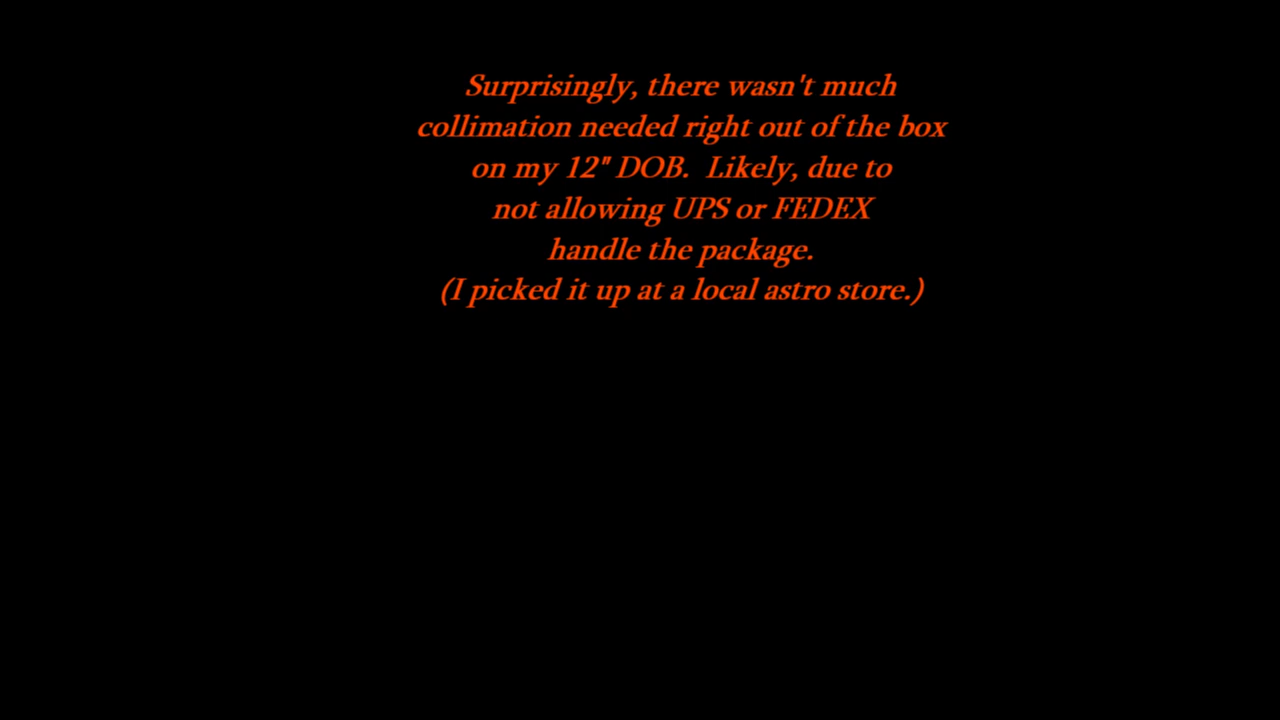 Surprisingly, there wasn't much
collimation needed right out of the box
on my 12" DOB.  Likely, due to
not allowing UPS or FEDEX
handle the package.
(I picked it up at a local astro store.)